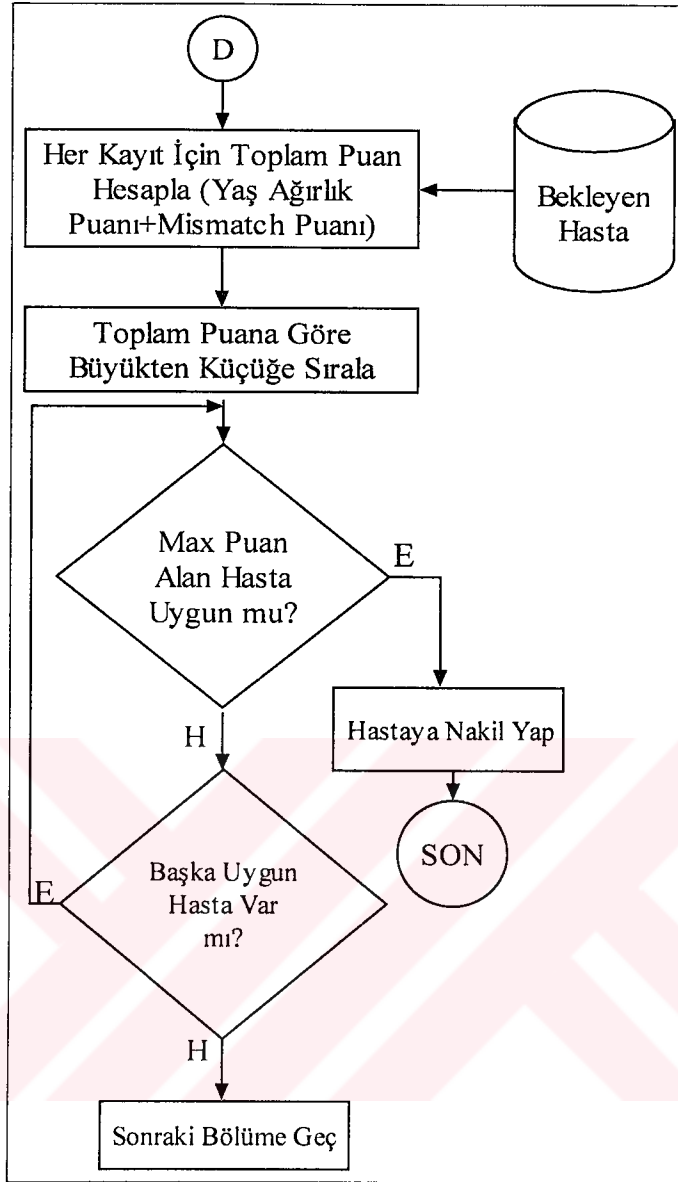 D
Her Kayıt İçin Toplam Puan
Hesapla (Yaş Ağırlık
Puanı+Mismatch Puanı)
Bekleyen
Hasta
Toplam Puana Göre
Büyükten Küçüğe Sırala
Max Puan
Alan Hasta
Uygun mu?
E
H
Hastaya Nakil Yap
SON
Başka Uygun
Hasta Var
mı?
E
H
Sonraki Bölüme Geç